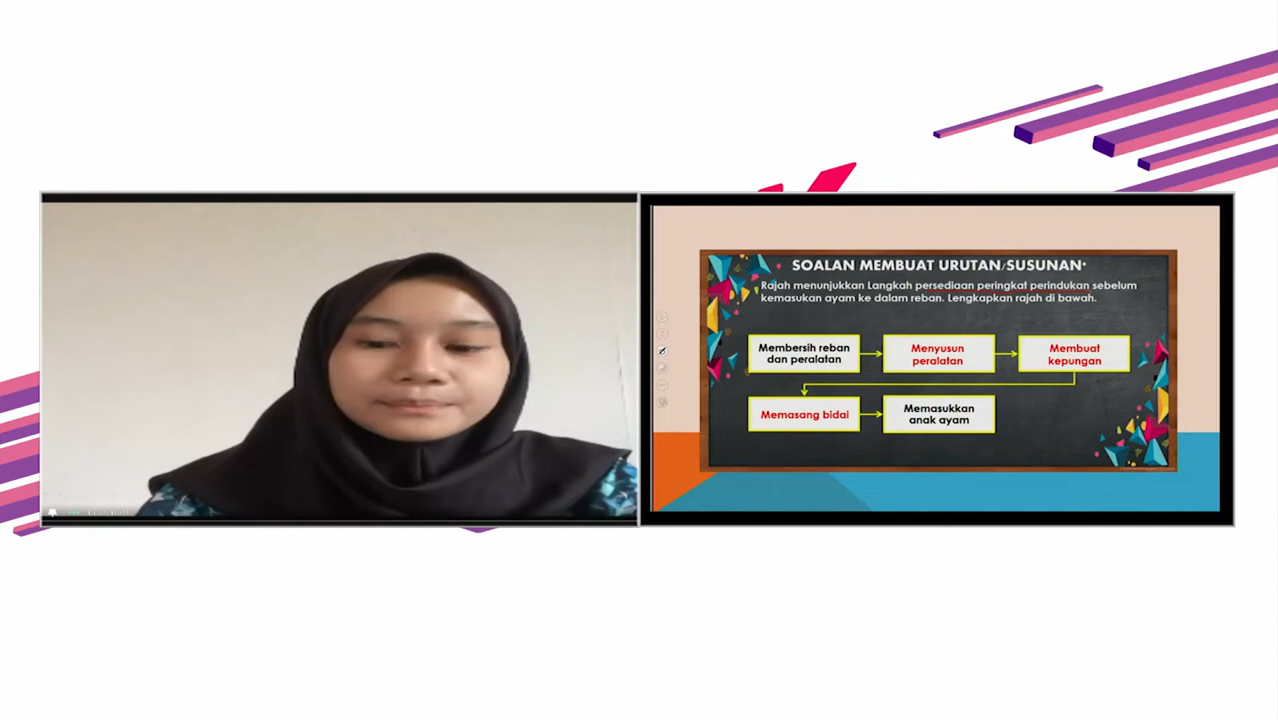 SOALAN MEMBUAT URUTAN/SUSUNAN*
Rajah menunjukkan Langkah persediaan peringkat perindukan sebelum
kemasukan ayam ke dalam reban. Lengkapkan rajah di bawah.
Membersih reban
dan peralatan
Menyusun
peralatan
Membuat
kepungan
Memasang bidai
Memasukkan
anak ayam